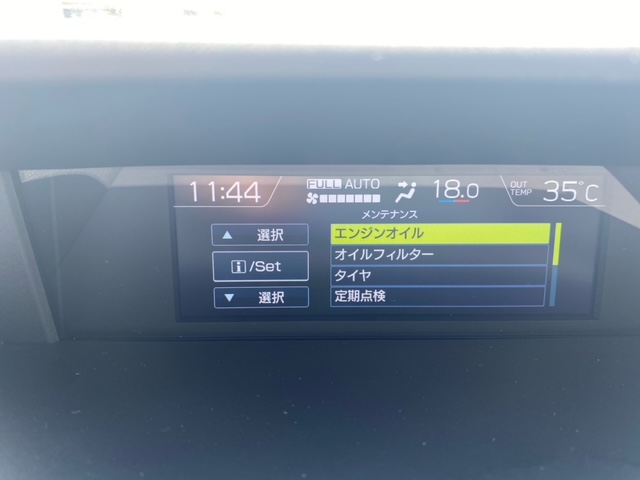 11:44 FULL AUTO 18.0 OUT TEMP 35℃
メンテナンス
▲ 選択
i/Set
▼ 選択
エンジンオイル
オイルフィルター
タイヤ
定期点検